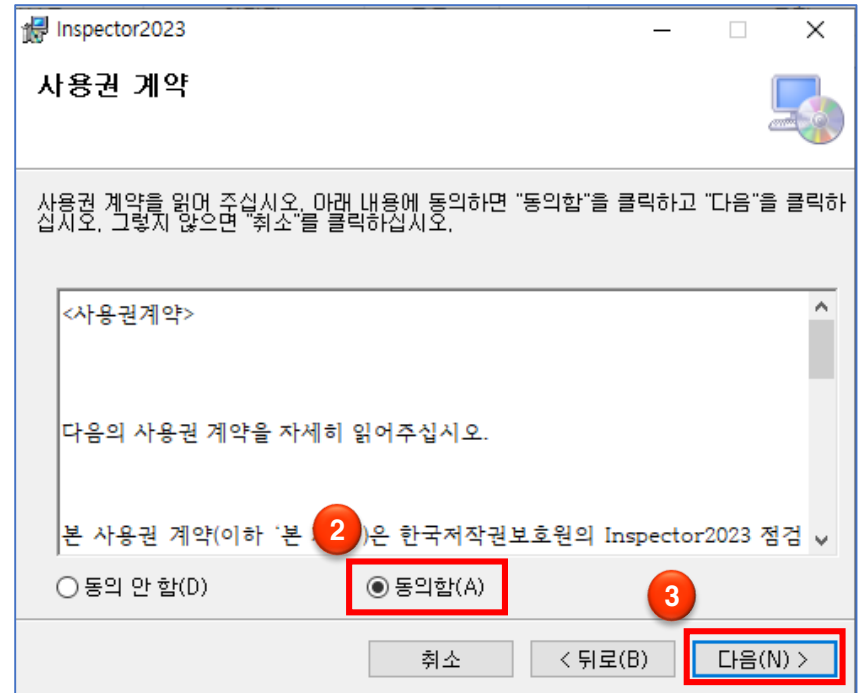 Inspector2023
사용권 계약
사용권 계약을 읽어 주십시오. 아래 내용에 동의하면 "동의함"을 클릭하고 "다음"을 클릭하
십시오. 그렇지 않으면 "취소"를 클릭하십시오.
<사용권계약>
다음의 사용권 계약을 자세히 읽어주십시오.
본 사용권 계약(이하 '본 )은 한국저작권보호원의 Inspector2023 점검
2
동의 안 함(D)
동의함(A)
3
취소
< 뒤로(B)
다음(N) >